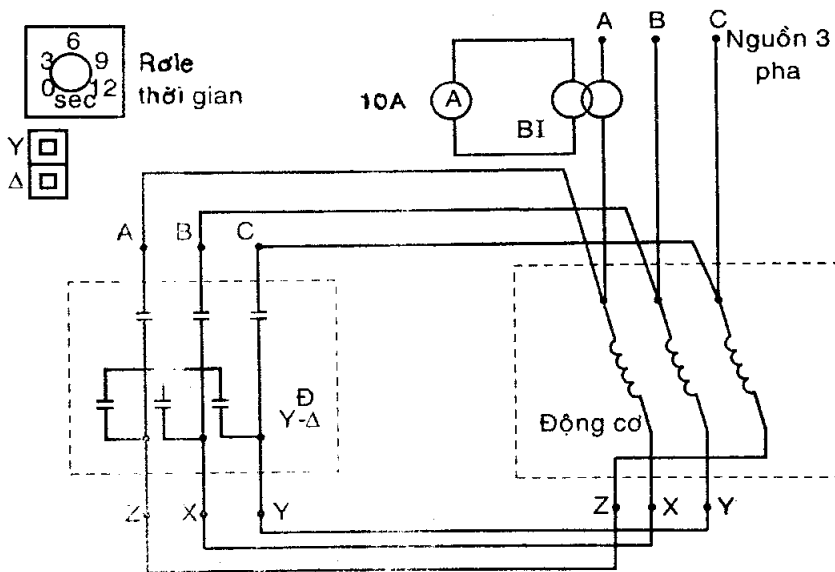 6
3 9
0 12
sec
Rơle
thời gian
Y
Δ
10A
A
BI
A B C
Nguồn 3
pha
A B C
Đ
Y-Δ
Động cơ
Z X Y
Z X Y